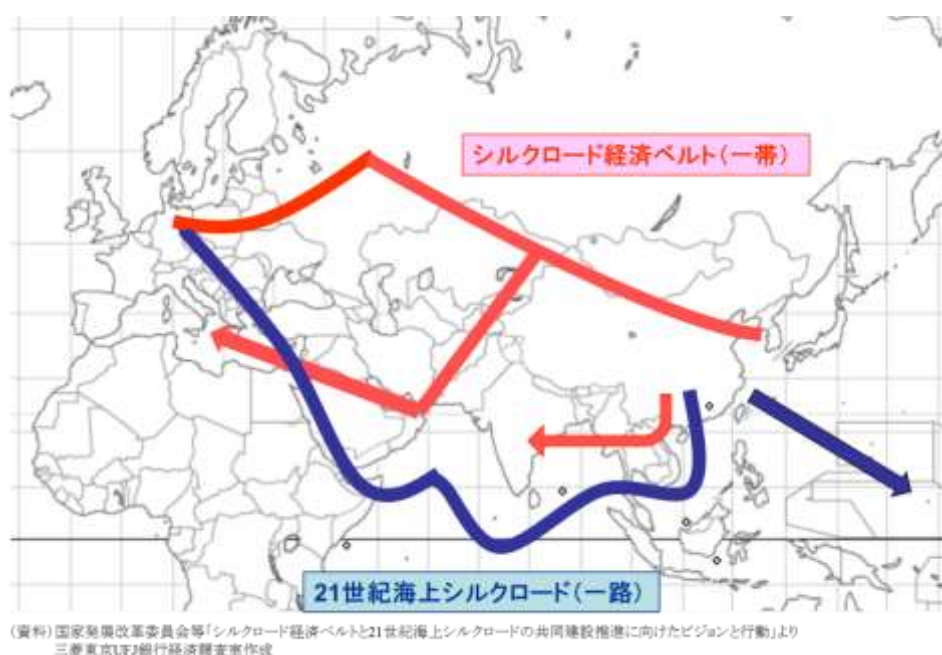 シルクロード経済ベルト(一帯)
21世紀海上シルクロード(一路)
(資料)国家発展改革委員会等「シルクロード経済ベルトと21世紀海上シルクロードの共同建設推進に向けたビジョンと行動」より
三菱東京UFJ銀行経済調査室作成